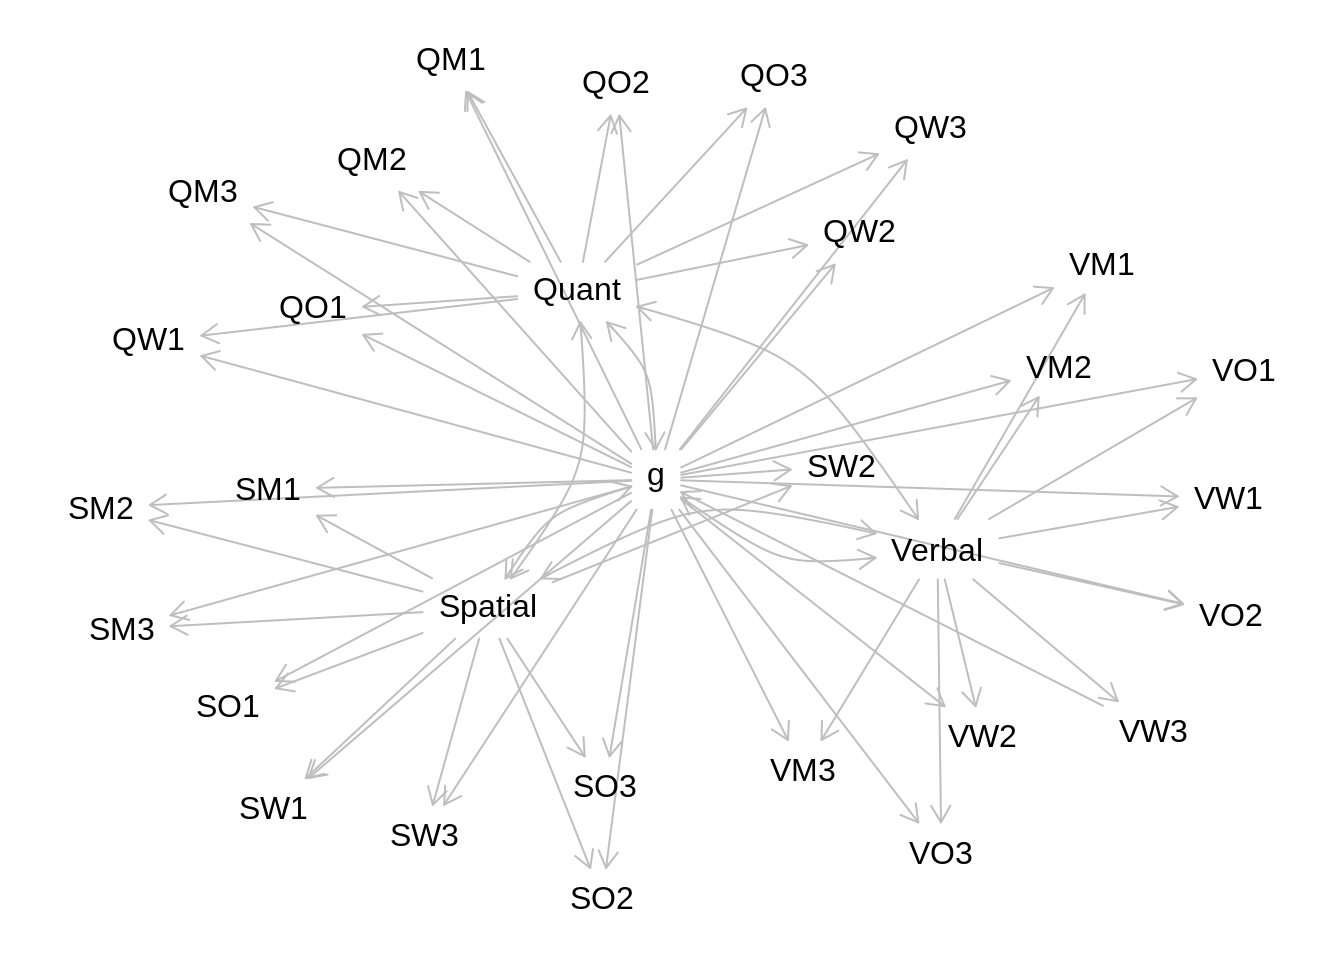 QM1
QO2
QO3
QW3
QM2
QM3
QW2
VM1
Quant
QO1
QW1
VM2
VO1
SW2
g
SM1
VW1
SM2
Verbal
Spatial
VO2
SM3
SO1
VW3
VW2
VM3
SO3
SW1
SW3
VO3
SO2